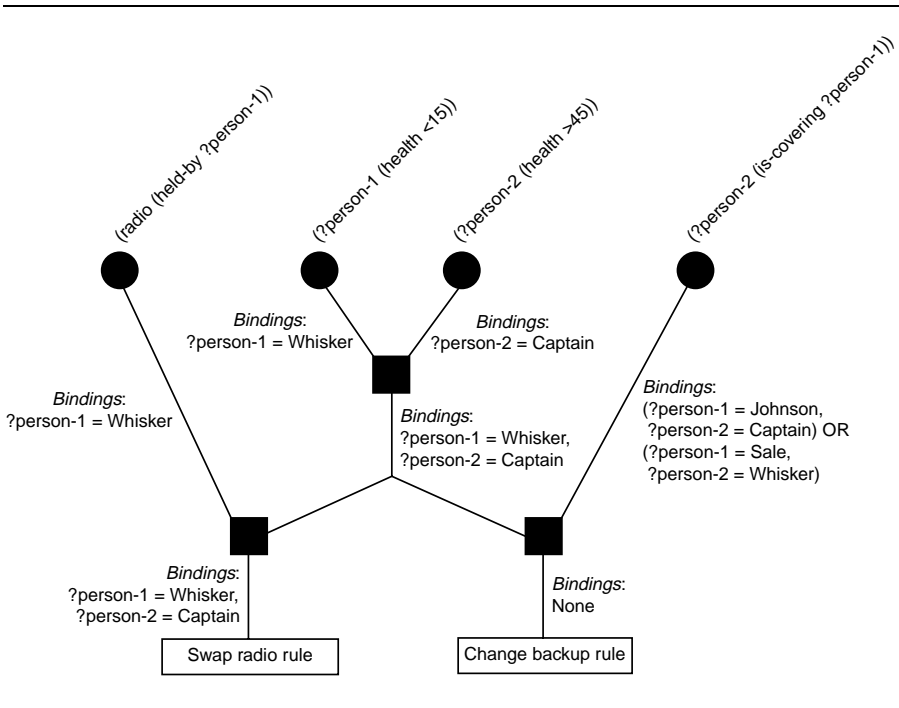 (radio (held-by ?person-1))
(?person-1 (health <15))
(?person-2 (health >45))
(?person-2 (is-covering ?person-1))
Bindings:
?person-1 = Whisker
Bindings:
?person-2 = Captain
Bindings:
?person-1 = Whisker
Bindings:
?person-1 = Whisker,
?person-2 = Captain
Bindings:
(?person-1 = Johnson,
?person-2 = Captain) OR
(?person-1 = Sale,
?person-2 = Whisker)
Bindings:
?person-1 = Whisker,
?person-2 = Captain
Bindings:
None
Swap radio rule
Change backup rule